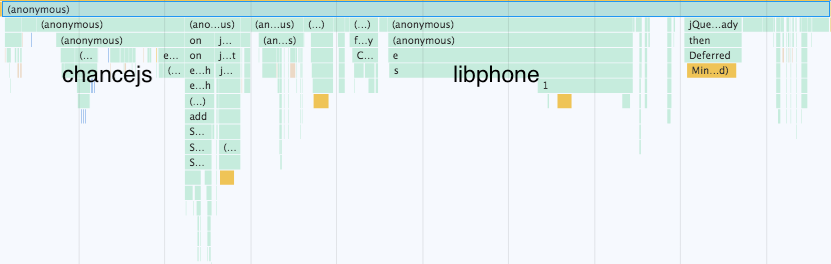 (anonymous)
(anonymous) (ano...us) (an...us) (...) (...) (anonymous) jQue...ady
(anonymous) on j... (an...s) f...y (anonymous) then
(... e... on j...t C... e Deferred
(... e...h j... s Min...d)
chancejs libphone
e...h 1
(...)
add
S...
S... (...
S...